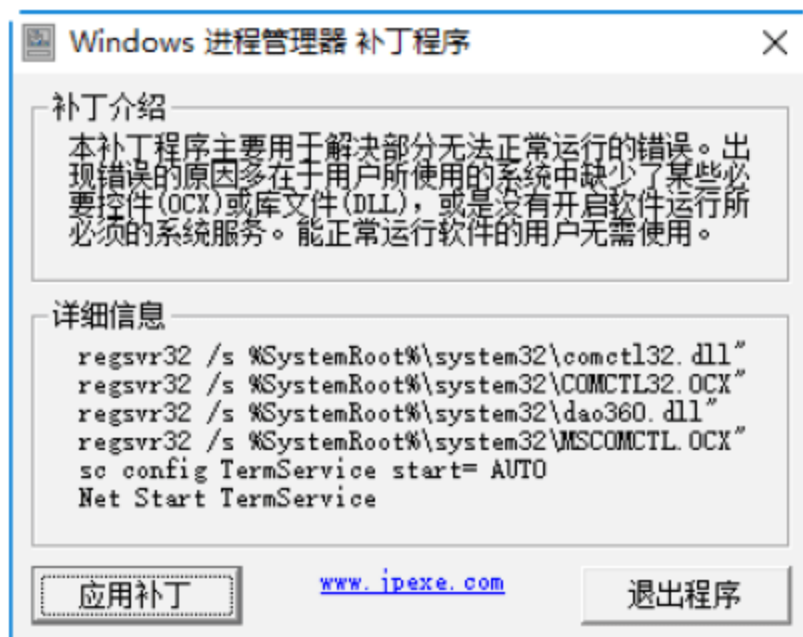 Windows 进程管理器 补丁程序
补丁介绍
本补丁程序主要用于解决部分无法正常运行的错误。出
现错误的原因多在于用户所使用的系统中缺少了某些必
要控件(OCX)或库文件(DLL)，或是没有开启软件运行所
必须的系统服务。能正常运行软件的用户无需使用。
详细信息
regsvr32 /s %SystemRoot%\system32\comctl32.dll"
regsvr32 /s %SystemRoot%\system32\COMCTL32.OCX"
regsvr32 /s %SystemRoot%\system32\dao360.dll"
regsvr32 /s %SystemRoot%\system32\MSCOMCTL.OCX"
sc config TermService start= AUTO
Net Start TermService
应用补丁
www.jpexe.com
退出程序